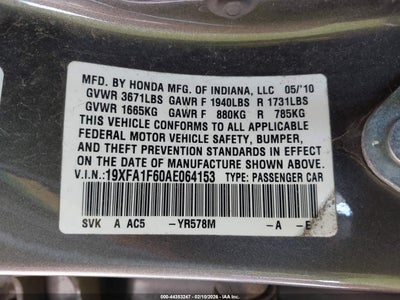 MFD. BY HONDA MFG. OF INDIANA, LLC 05/'10
GVWR 3671LBS GAWR F 1940LBS R 1731LBS
GVWR 1665KG GAWR F 880KG R 785KG
THIS VEHICLE CONFORMS TO ALL APPLICABLE
FEDERAL MOTOR VEHICLE SAFETY, BUMPER,
AND THEFT PREVENTION STANDARDS IN EFFECT
ON THE DATE OF MANUFACTURE SHOWN ABOVE.
V.I.N.: 19XFA1F60AE064153 TYPE: PASSENGER CAR
SVK A AC5 -YR578M -A -E
000-44353247 - 02/19/2026 - IAA Inc.